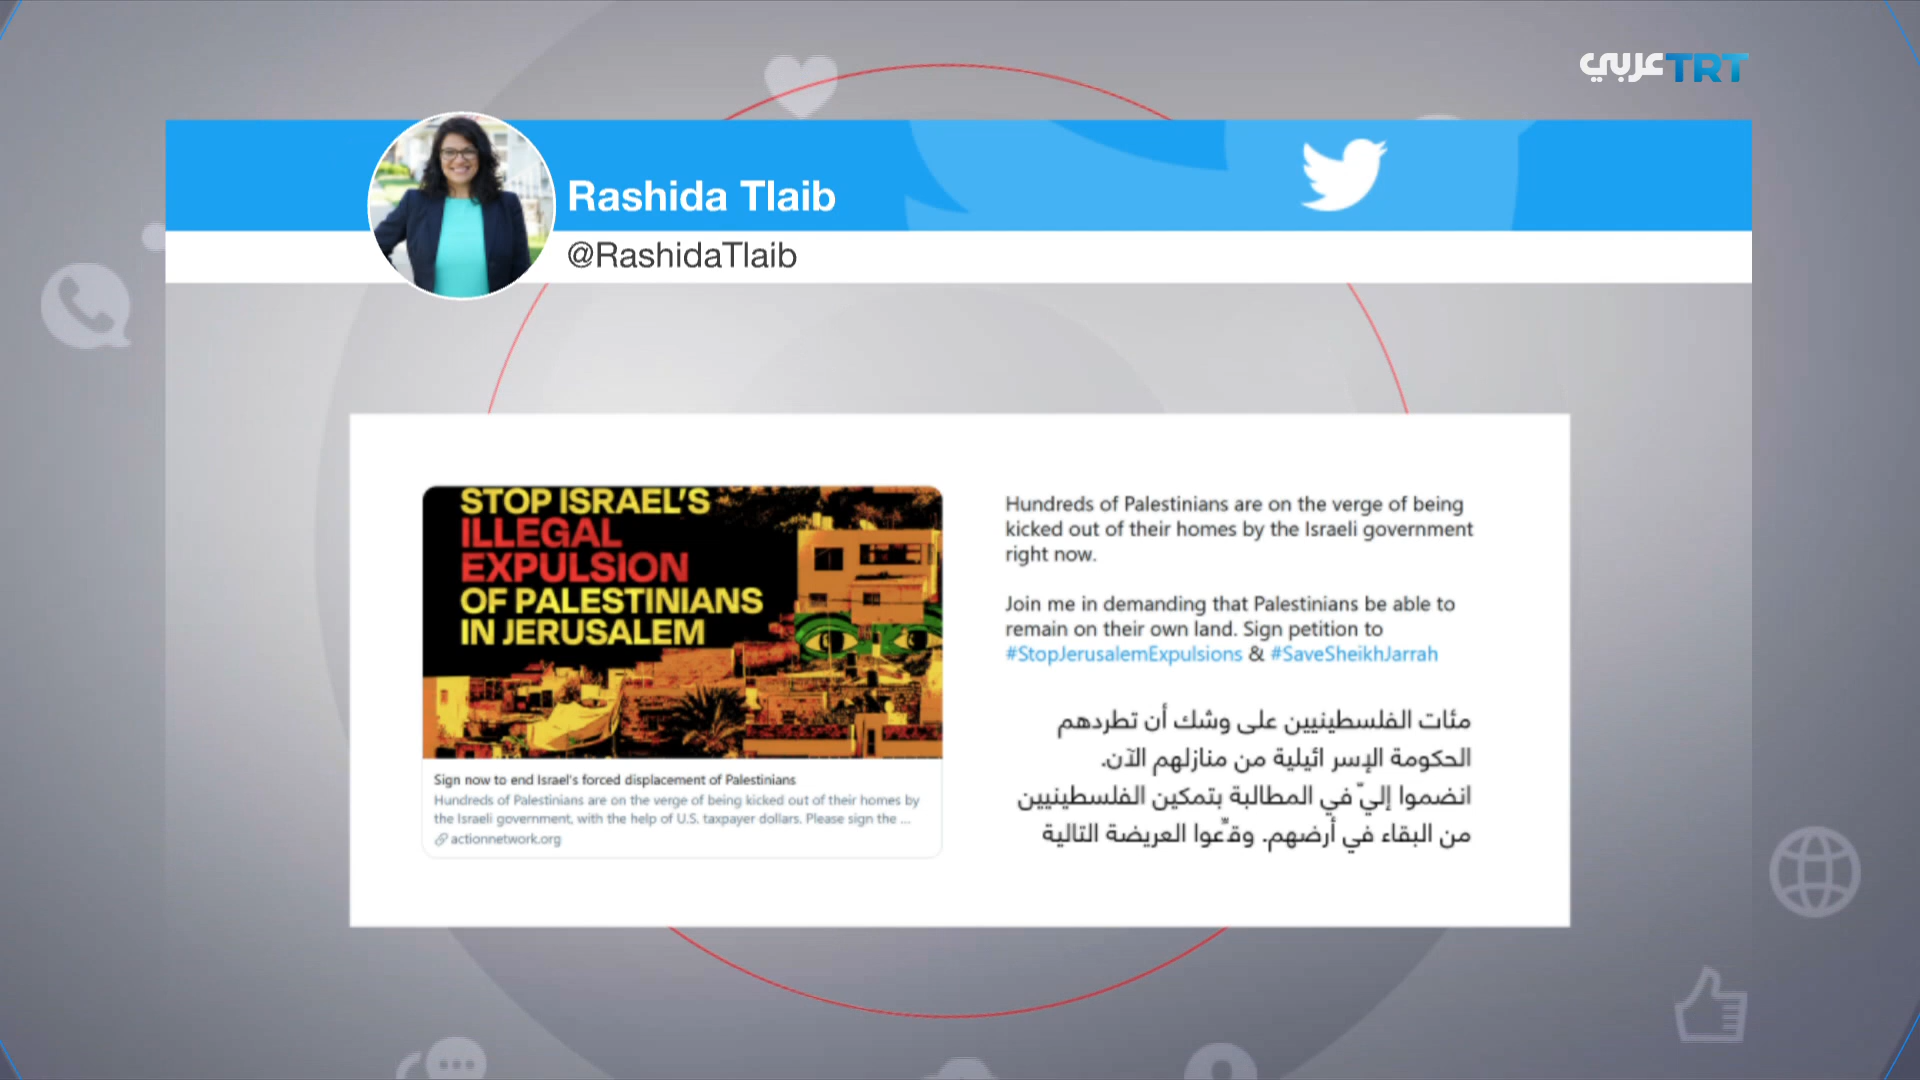 عربي TRT
Rashida Tlaib
@RashidaTlaib
STOP ISRAEL'S
ILLEGAL
EXPULSION
OF PALESTINIANS
IN JERUSALEM
Sign now to end Israel's forced displacement of Palestinians
Hundreds of Palestinians are on the verge of being kicked out of their homes by
the Israeli government, with the help of U.S. taxpayer dollars. Please sign the ...
actionnetwork.org
Hundreds of Palestinians are on the verge of being
kicked out of their homes by the Israeli government
right now.
Join me in demanding that Palestinians be able to
remain on their own land. Sign petition to
#StopJerusalemExpulsions & #SaveSheikhJarrah
مئات الفلسطينيين على وشك أن تطردهم
الحكومة الإسر ائيلية من منازلهم الآن.
انضموا إليّ في المطالبة بتمكين الفلسطينيين
من البقاء في أرضهم. وقّعوا العريضة التالية